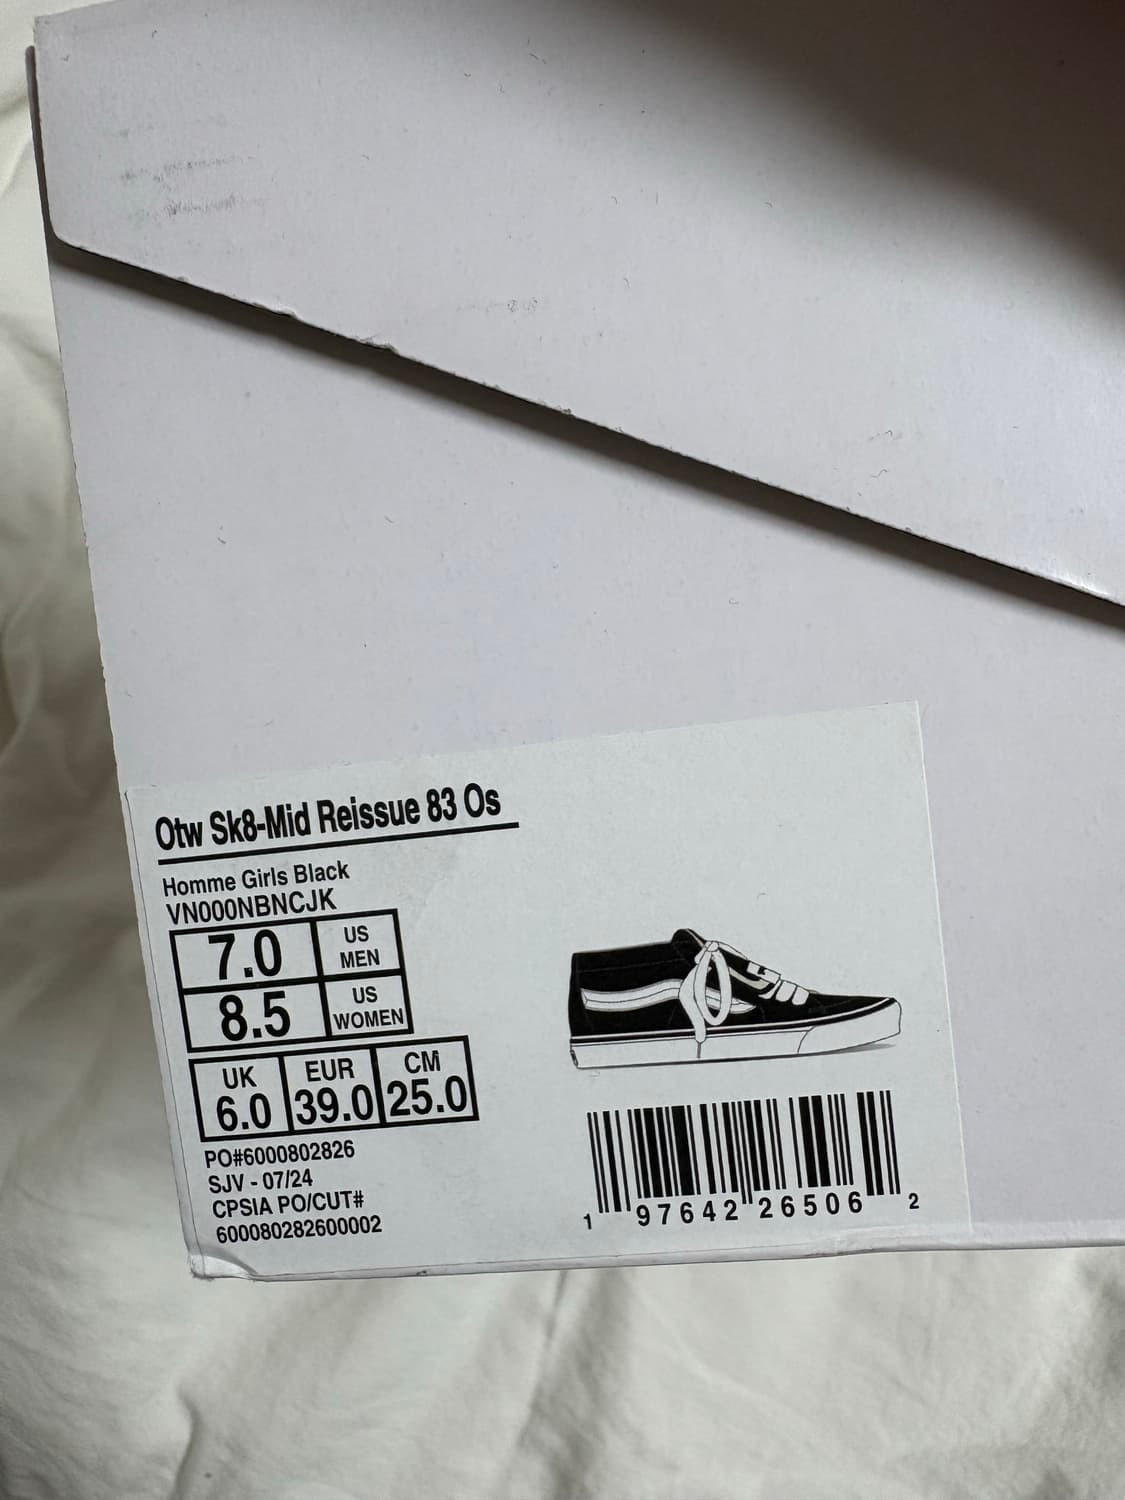 Otw Sk8-Mid Reissue 83 Os
Homme Girls Black
VN000NBNCJK
7.0 US MEN
8.5 US WOMEN
UK EUR CM
6.0 39.0 25.0
PO#6000802826
SJV - 07/24
CPSIA PO/CUT#
600080282600002
1 97642 26506 2